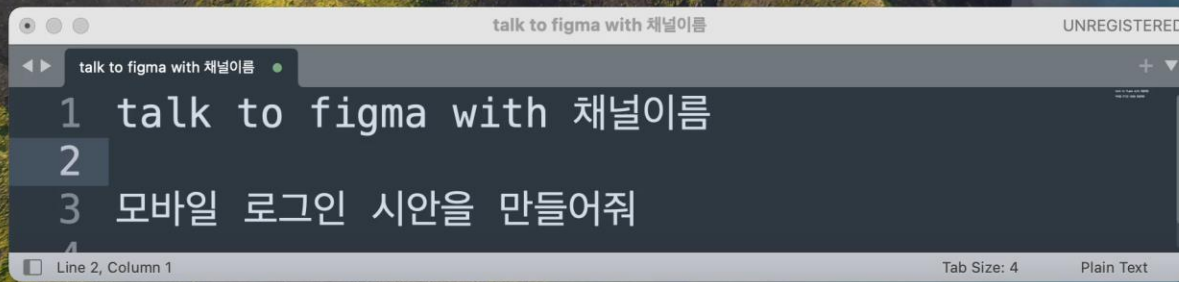 talk to figma with 채널이름
UNREGISTERED
talk to figma with 채널이름
1 talk to figma with 채널이름
2
3 모바일 로그인 시안을 만들어줘
4
Line 2, Column 1
Tab Size: 4
Plain Text